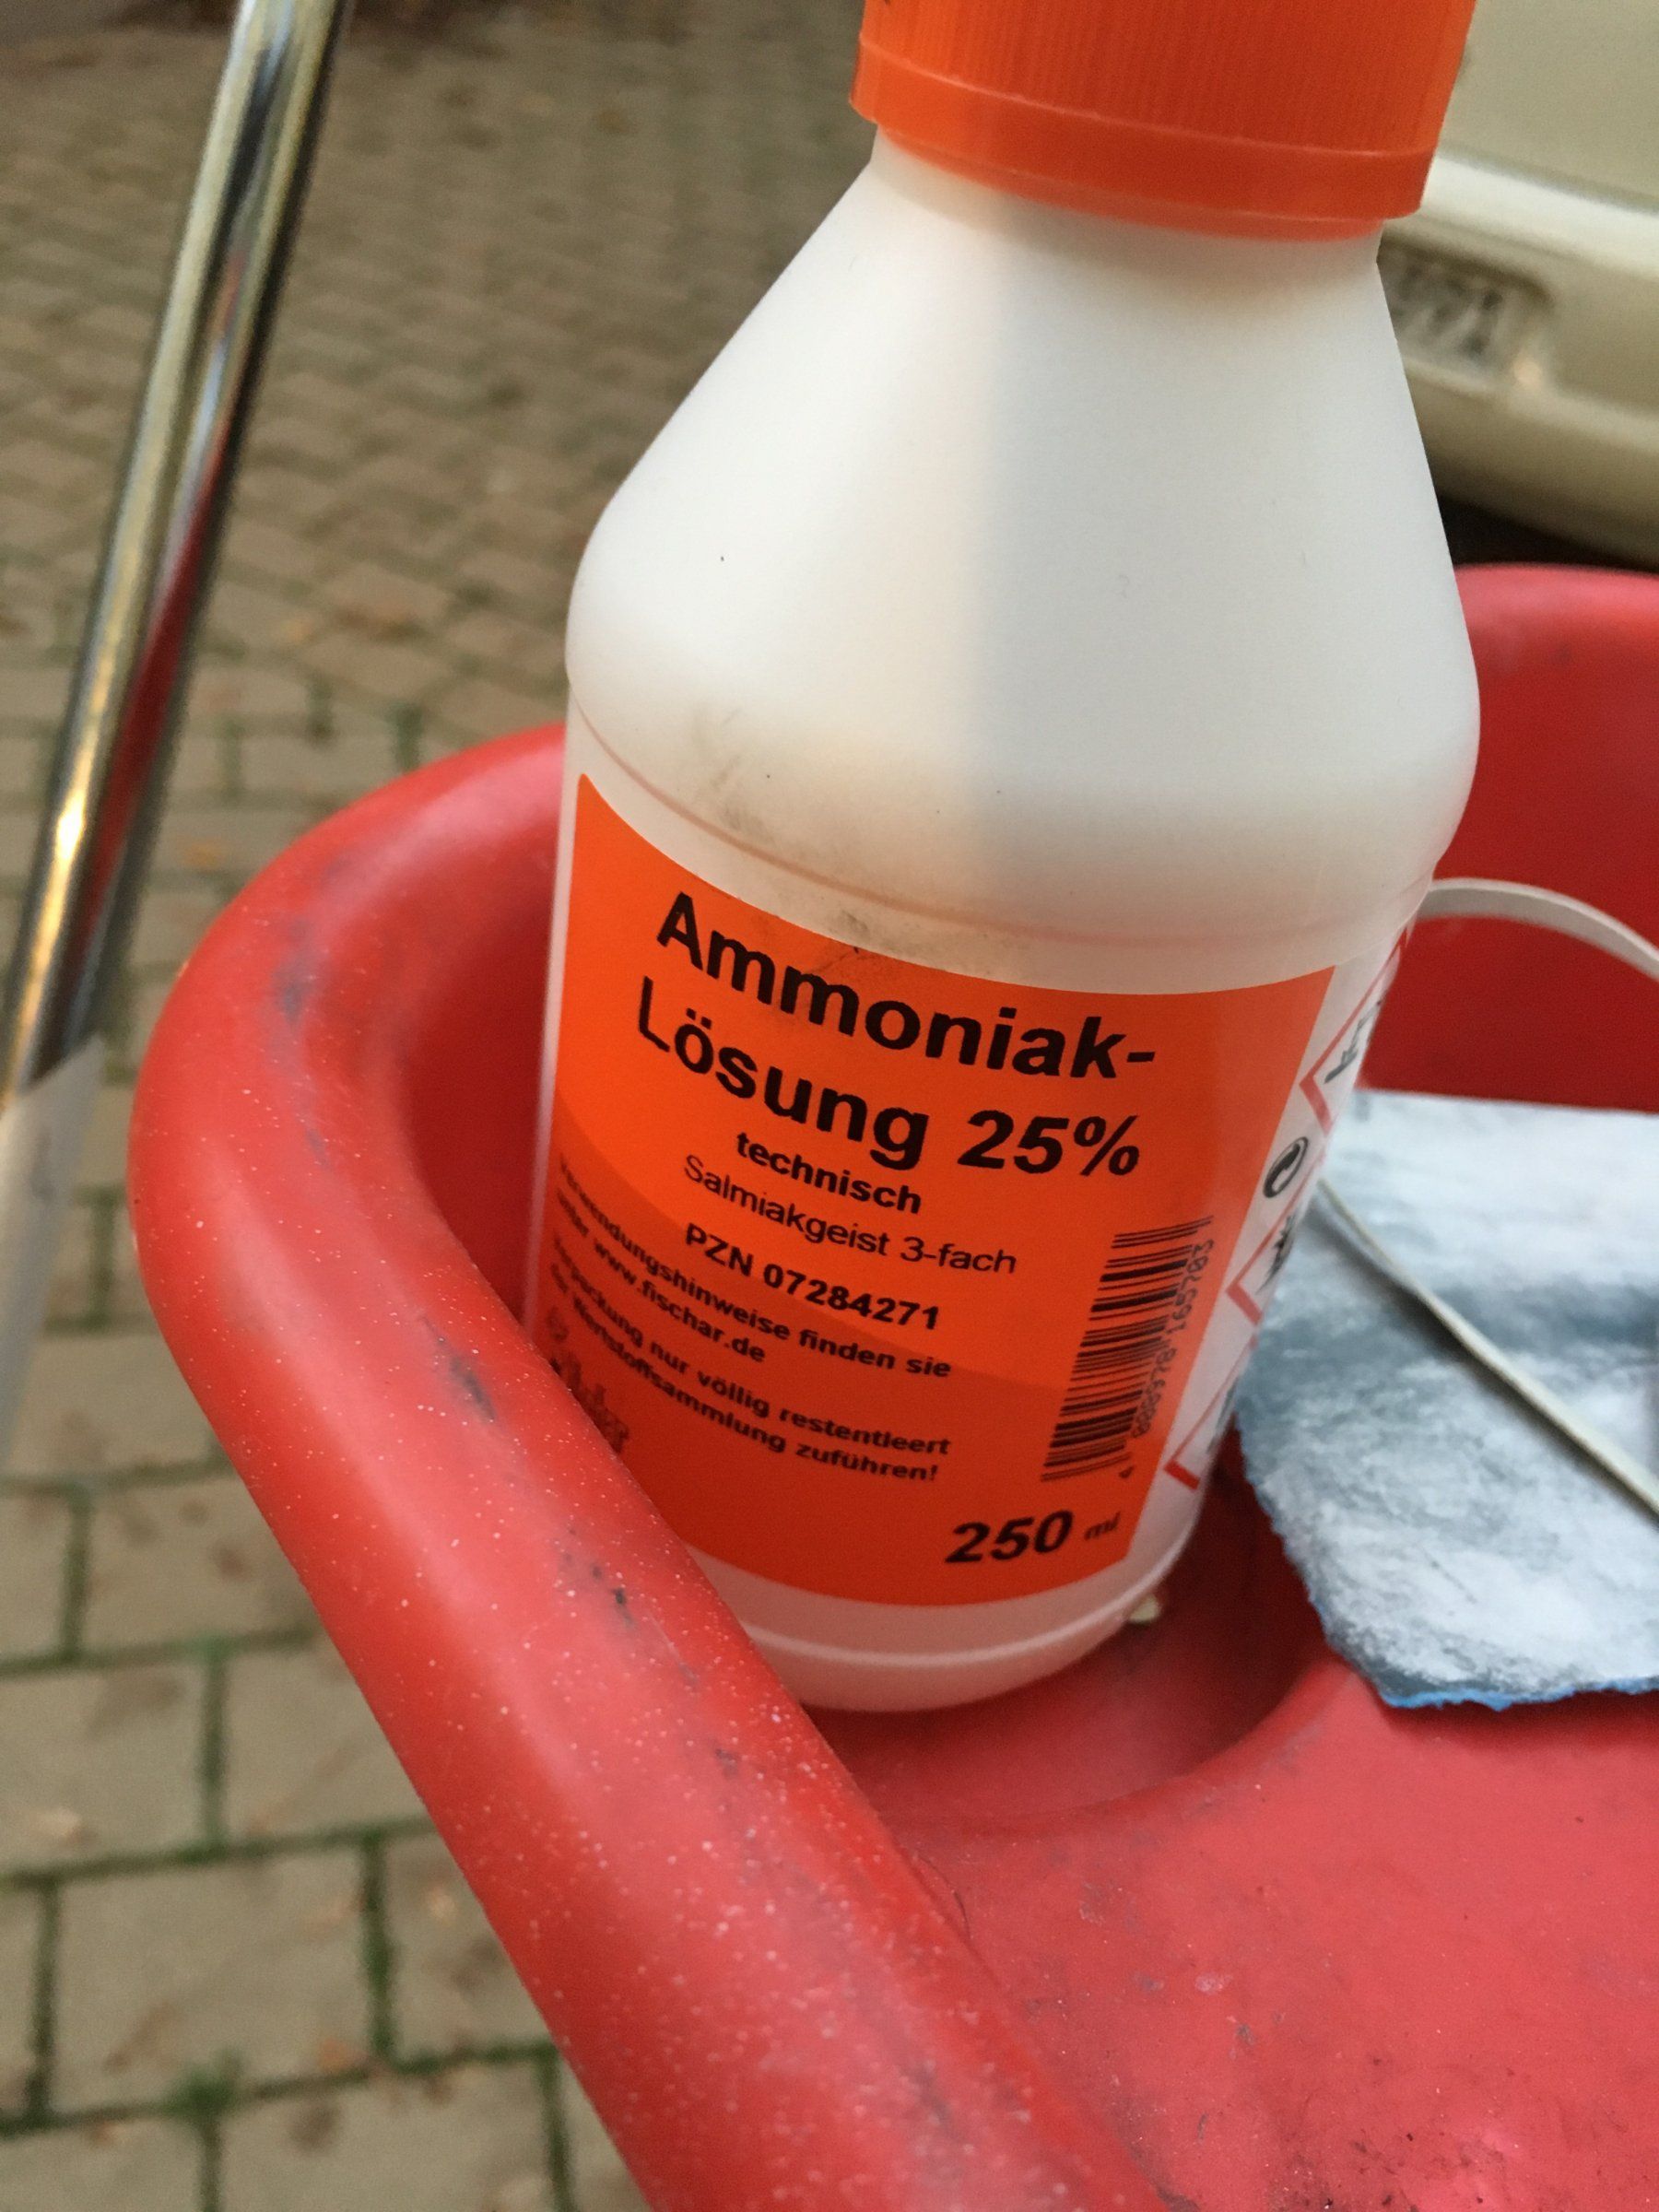 Ammoniak-
Lösung 25%
technisch
Salmiakgeist 3-fach
PZN 07284271
Verwendungshinweise finden sie
unter www.fischar.de
Verpackung nur völlig restentleert
der Wertstoffsammlung zuführen!
250 ml